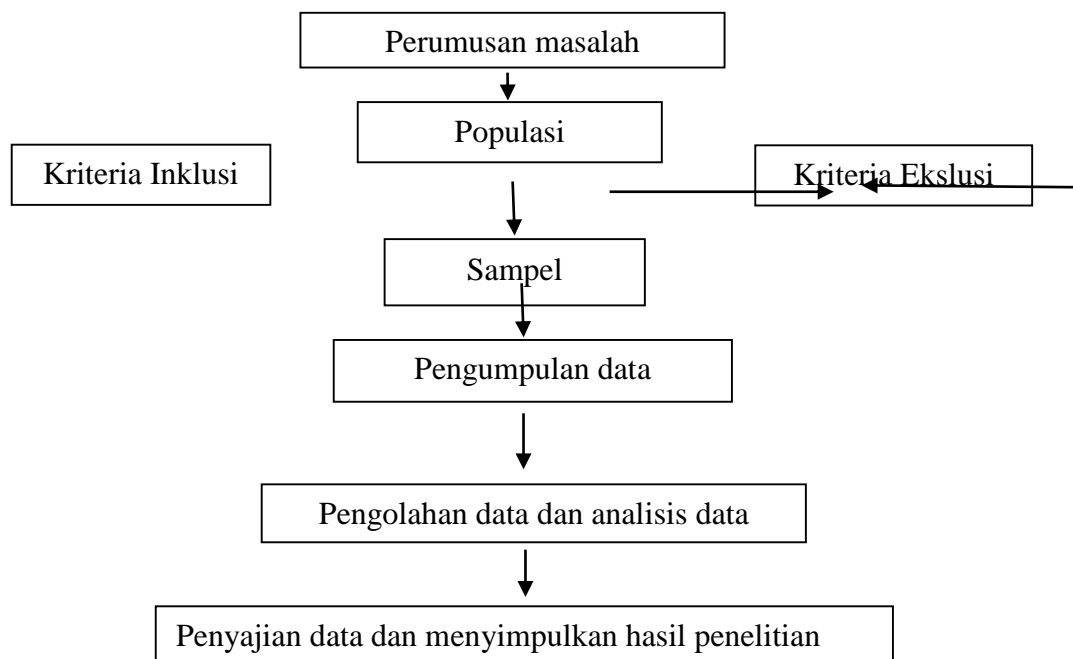 Perumusan masalah
Populasi
Kriteria Inklusi
Kriteria Ekslusi
Sampel
Pengumpulan data
Pengolahan data dan analisis data
Penyajian data dan menyimpulkan hasil penelitian